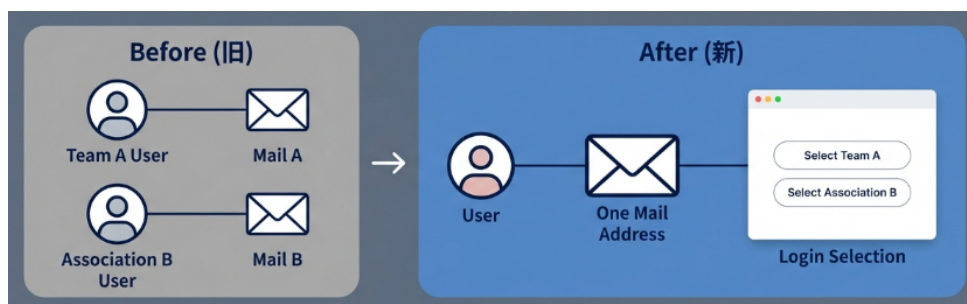 Before (旧)
Team A User
Mail A
Association B
User
Mail B
After (新)
User
One Mail
Address
Select Team A
Select Association B
Login Selection